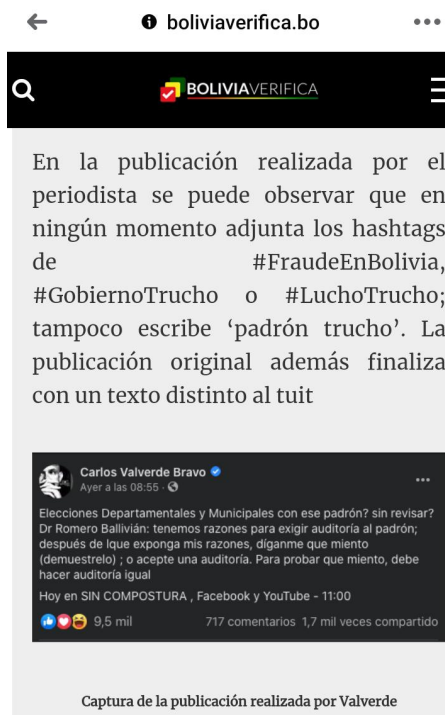 boliviaverifica.bo
BOLIVIAVERIFICA
En la publicación realizada por el
periodista se puede observar que en
ningún momento adjunta los hashtags
de #FraudeEnBolivia,
#GobiernoTrucho o #LuchoTrucho;
tampoco escribe ‘padrón trucho’. La
publicación original además finaliza
con un texto distinto al tuit
Carlos Valverde Bravo
Ayer a las 08:55 ·
Elecciones Departamentales y Municipales con ese padrón? sin revisar?
Dr Romero Ballivián: tenemos razones para exigir auditoría al padrón;
después de lque exponga mis razones, díganme que miento
(demuestrelo) ; o acepte una auditoría. Para probar que miento, debe
hacer auditoría igual
Hoy en SIN COMPOSTURA , Facebook y YouTube - 11:00
9,5 mil 717 comentarios 1,7 mil veces compartido
Captura de la publicación realizada por Valverde